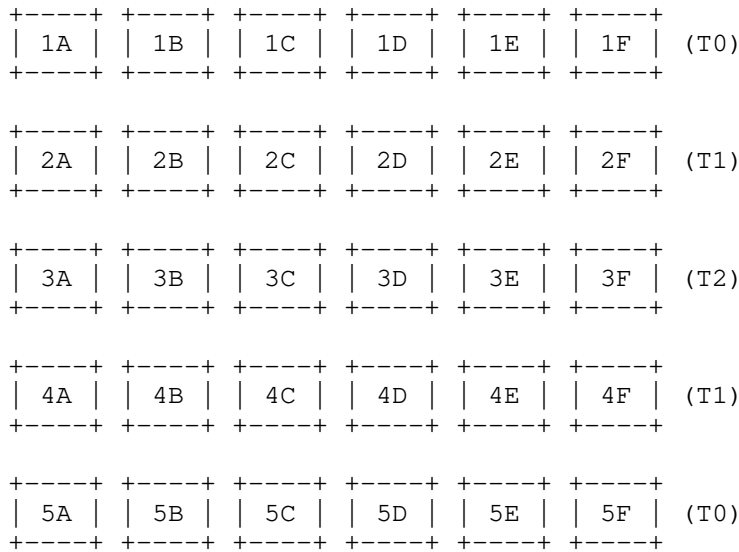 +----+ +----+ +----+ +----+ +----+ +----+
| 1A | | 1B | | 1C | | 1D | | 1E | | 1F | (T0)
+----+ +----+ +----+ +----+ +----+ +----+
+----+ +----+ +----+ +----+ +----+ +----+
| 2A | | 2B | | 2C | | 2D | | 2E | | 2F | (T1)
+----+ +----+ +----+ +----+ +----+ +----+
+----+ +----+ +----+ +----+ +----+ +----+
| 3A | | 3B | | 3C | | 3D | | 3E | | 3F | (T2)
+----+ +----+ +----+ +----+ +----+ +----+
+----+ +----+ +----+ +----+ +----+ +----+
| 4A | | 4B | | 4C | | 4D | | 4E | | 4F | (T1)
+----+ +----+ +----+ +----+ +----+ +----+
+----+ +----+ +----+ +----+ +----+ +----+
| 5A | | 5B | | 5C | | 5D | | 5E | | 5F | (T0)
+----+ +----+ +----+ +----+ +----+ +----+